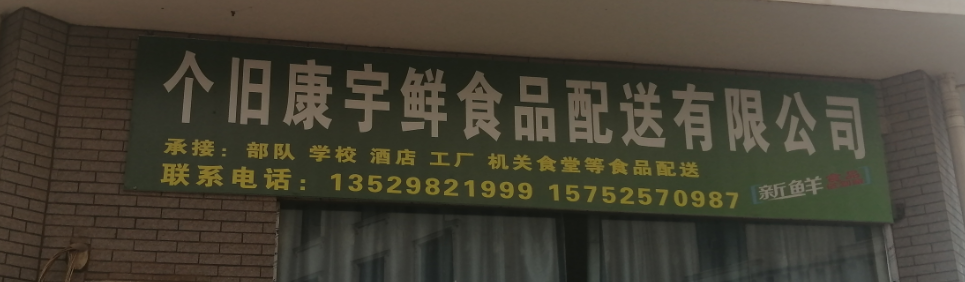 个旧康宇鲜食品配送有限公司
承接：部队 学校 酒店 工厂 机关食堂等食品配送
联系电话：13529821999 15752570987
新鲜